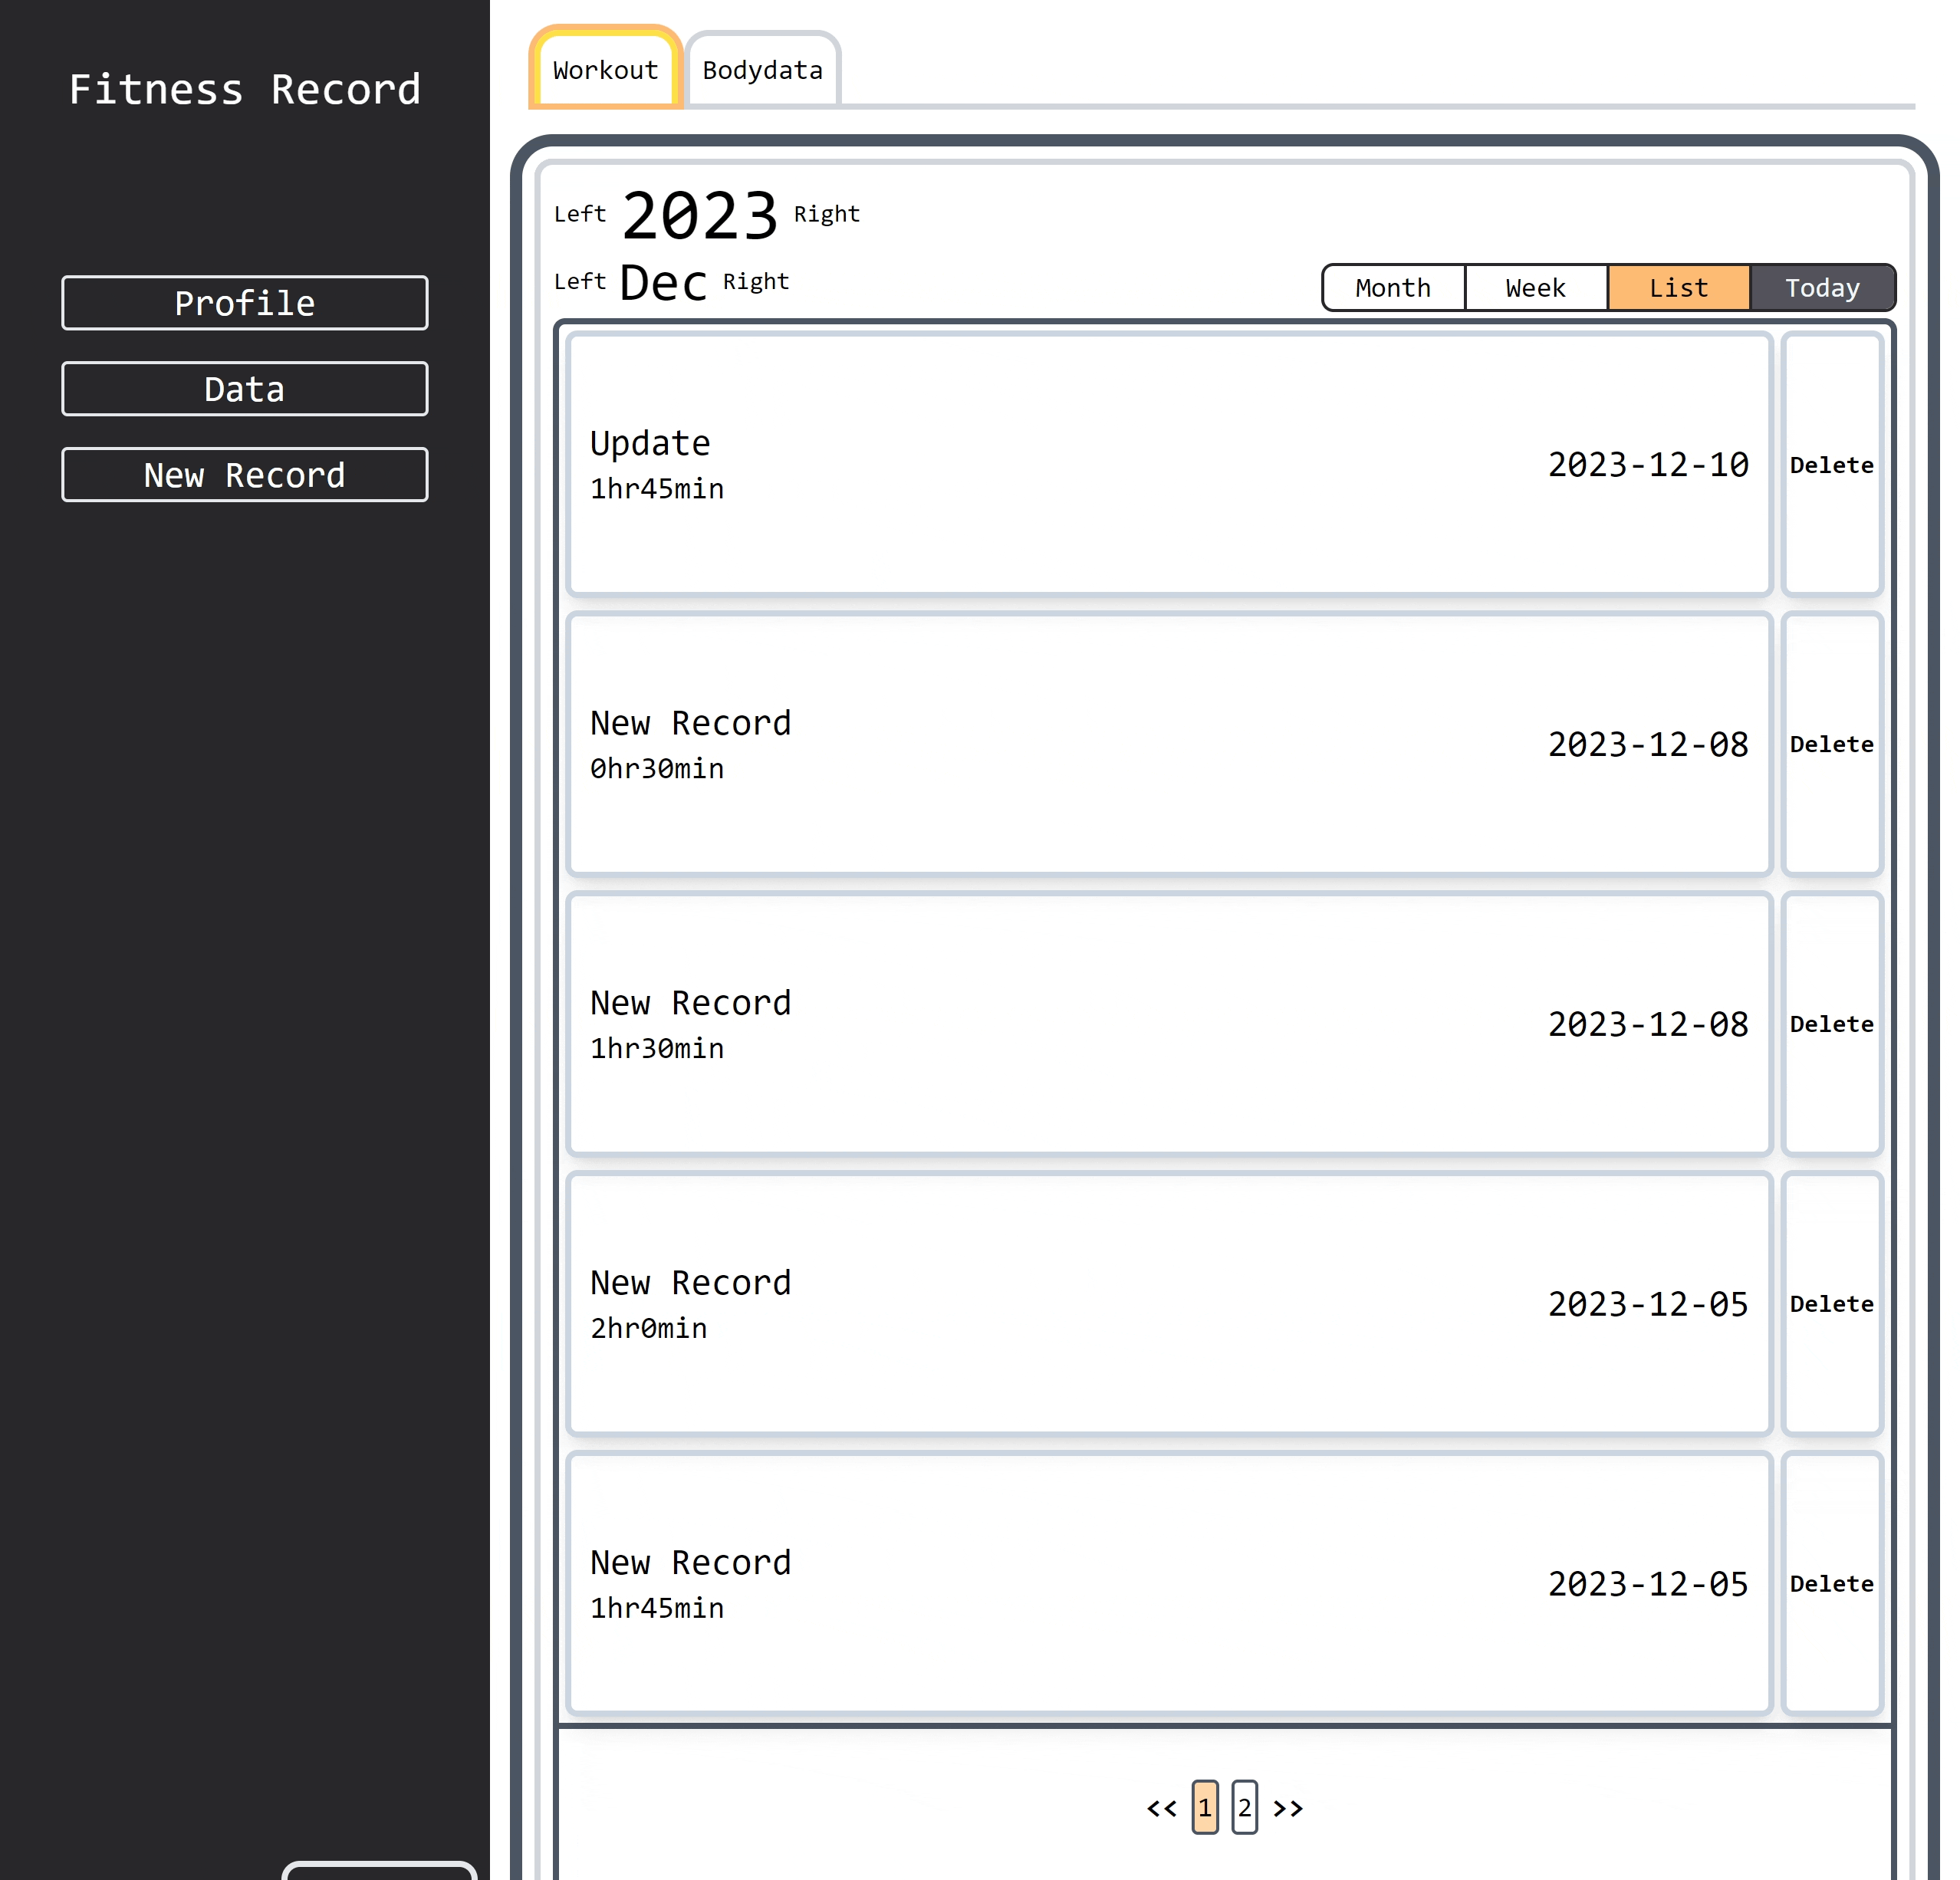 Fitness Record
Profile
Data
New Record
Workout Bodydata
Left 2023 Right
Left Dec Right
Month Week List Today
Update
1hr45min
2023-12-10
Delete
New Record
0hr30min
2023-12-08
Delete
New Record
1hr30min
2023-12-08
Delete
New Record
2hr0min
2023-12-05
Delete
New Record
1hr45min
2023-12-05
Delete
<< 1 2 >>